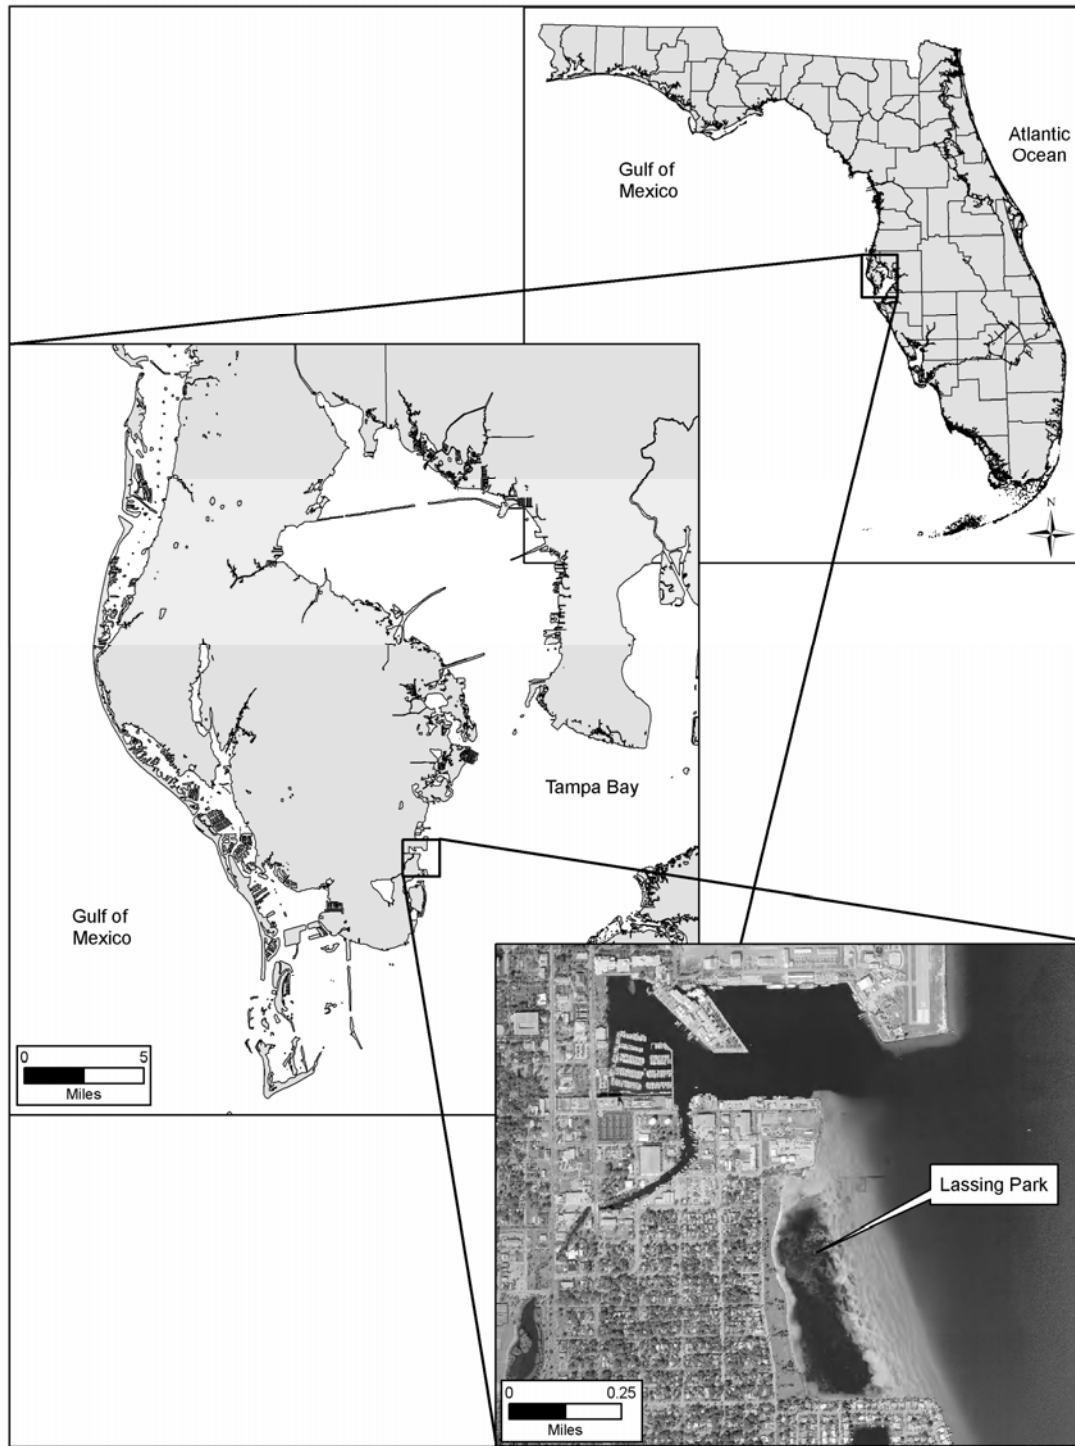 Gulf of
Mexico
Atlantic
Ocean
N
Tampa Bay
Gulf of
Mexico
0 5
Miles
Lassing Park
0 0.25
Miles